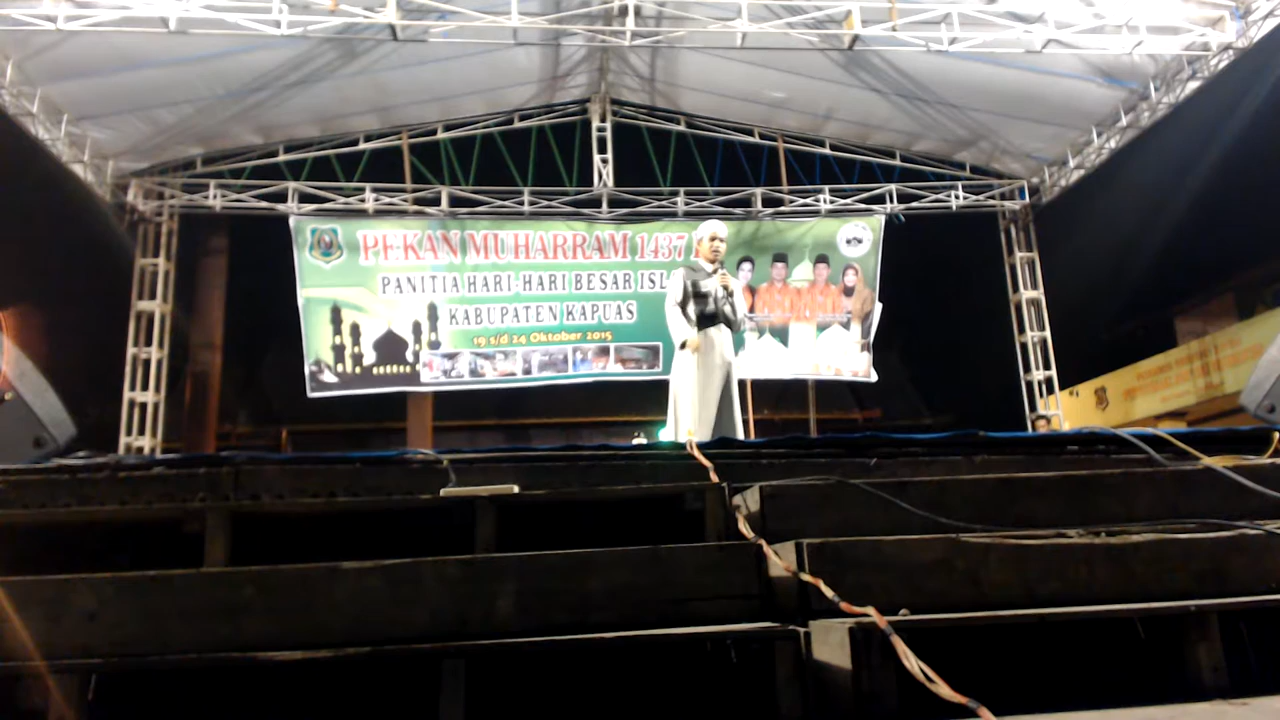 PEKAN MUHARRAM 1437
PANITIA HARI-HARI BESAR ISL
KABUPATEN KAPUAS
19 s/d 24 Oktober 2015